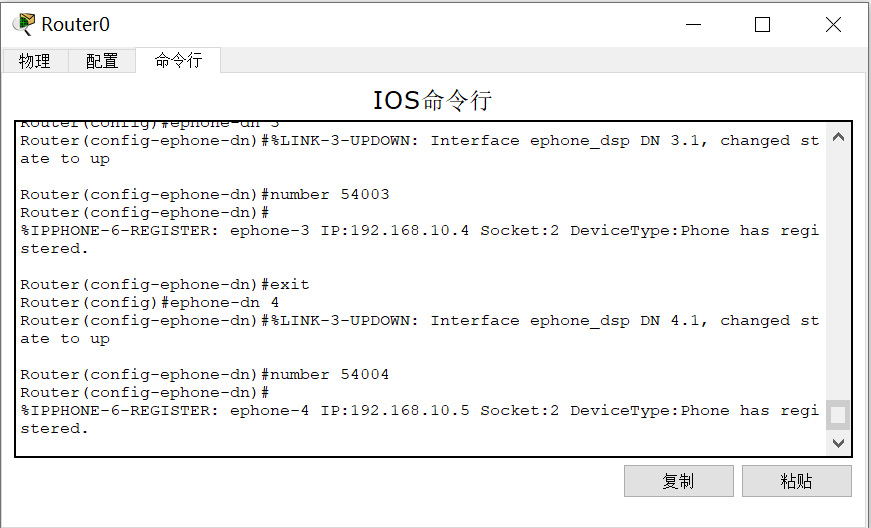 Router0
物理 配置 命令行
IOS命令行
Router(config)#ephone-dn 3
Router(config-ephone-dn)#%LINK-3-UPDOWN: Interface ephone_dsp DN 3.1, changed st
ate to up
Router(config-ephone-dn)#number 54003
Router(config-ephone-dn)#
%IPPHONE-6-REGISTER: ephone-3 IP:192.168.10.4 Socket:2 DeviceType:Phone has regi
stered.
Router(config-ephone-dn)#exit
Router(config)#ephone-dn 4
Router(config-ephone-dn)#%LINK-3-UPDOWN: Interface ephone_dsp DN 4.1, changed st
ate to up
Router(config-ephone-dn)#number 54004
Router(config-ephone-dn)#
%IPPHONE-6-REGISTER: ephone-4 IP:192.168.10.5 Socket:2 DeviceType:Phone has regi
stered.
复制 粘贴